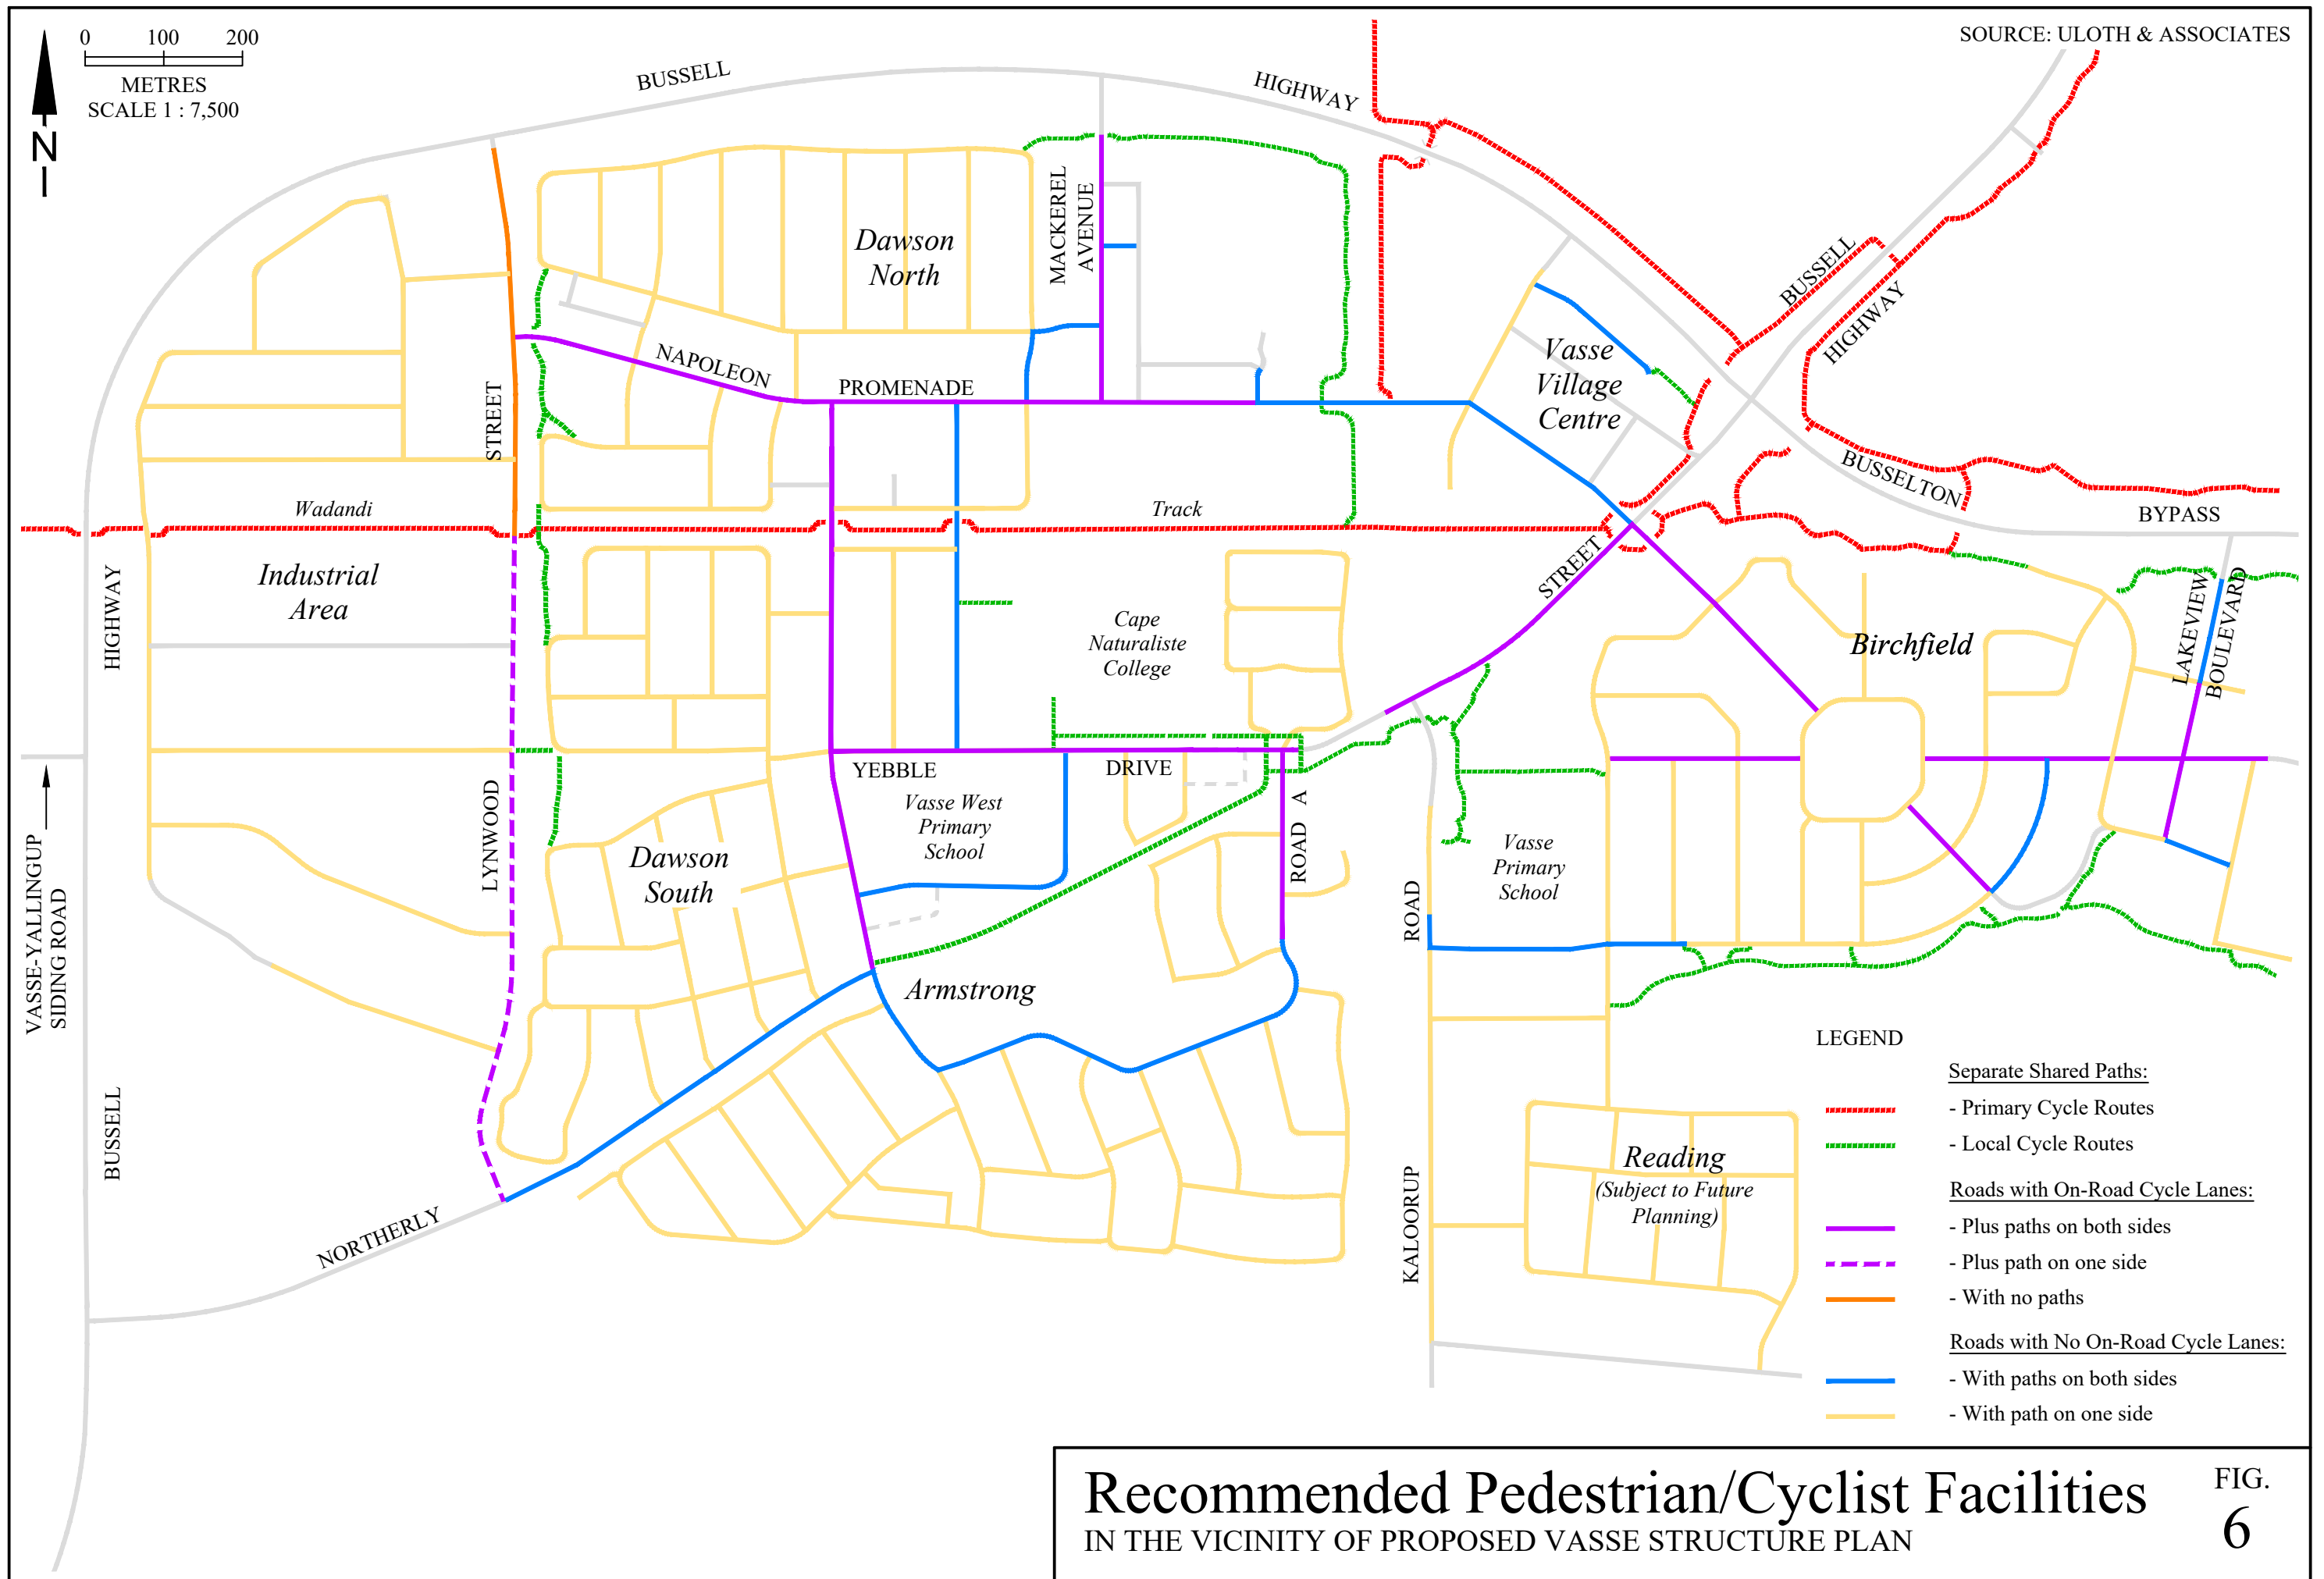 0 100 200
METRES
SCALE 1 : 7,500
N
SOURCE: ULOTH & ASSOCIATES
BUSSELL
HIGHWAY
MACKEREL
AVENUE
Dawson
North
BUSSELL
HIGHWAY
Vasse
Village
Centre
NAPOLEON
PROMENADE
STREET
BUSSELTON
BYPASS
Wadandi
Track
STREET
Industrial
Area
HIGHWAY
Cape
Naturaliste
College
Birchfield
LAKEVIEW
BOULEVARD
YEBBLE
DRIVE
Vasse West
Primary
School
ROAD A
VASSE-YALLINGUP
SIDING ROAD
LYNWOOD
Dawson
South
Vasse
Primary
School
ROAD
Armstrong
BUSSELL
NORTHERLY
KALOORUP
Reading
(Subject to Future
Planning)
LEGEND
Separate Shared Paths:
- Primary Cycle Routes
- Local Cycle Routes
Roads with On-Road Cycle Lanes:
- Plus paths on both sides
- Plus path on one side
- With no paths
Roads with No On-Road Cycle Lanes:
- With paths on both sides
- With path on one side
Recommended Pedestrian/Cyclist Facilities
IN THE VICINITY OF PROPOSED VASSE STRUCTURE PLAN
FIG.
6